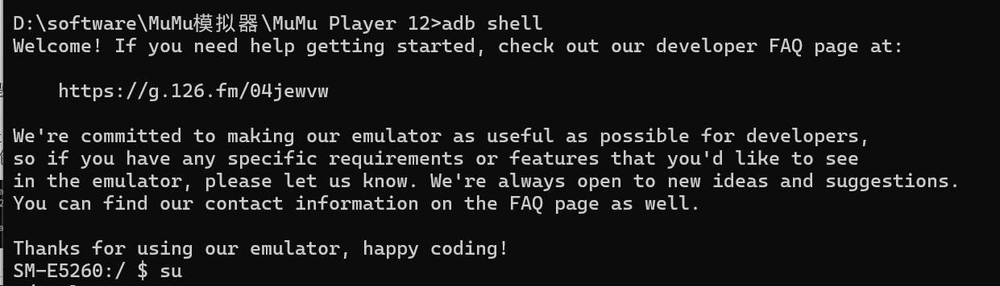 D:\software\MuMu模拟器\MuMu Player 12>adb shell
Welcome! If you need help getting started, check out our developer FAQ page at:
https://g.126.fm/04jewvw
We're committed to making our emulator as useful as possible for developers,
so if you have any specific requirements or features that you'd like to see
in the emulator, please let us know. We're always open to new ideas and suggestions.
You can find our contact information on the FAQ page as well.
Thanks for using our emulator, happy coding!
SM-E5260:/ $ su